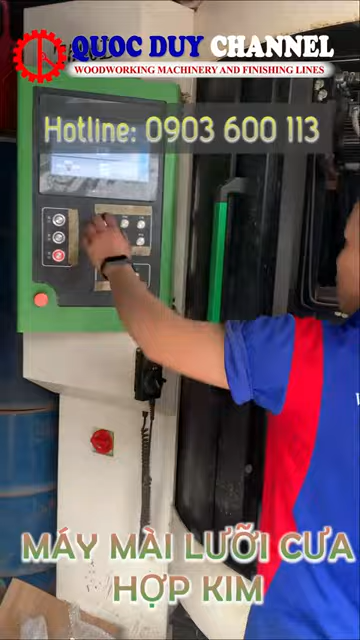 QUOC DUY CHANNEL
WOODWORKING MACHINERY AND FINISHING LINES
Hotline: 0903 600 113
MÁY MÀI LƯỠI CƯA
HỢP KIM